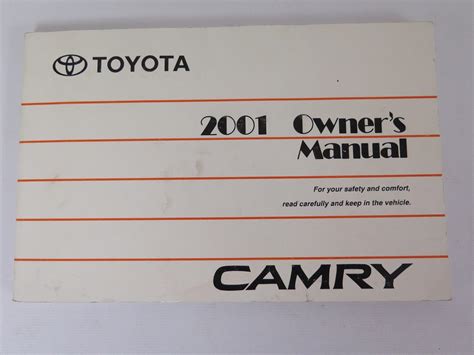 TOYOTA
2001 Owner's
Manual
For your safety and comfort,
read carefully and keep in the vehicle.
CAMRY